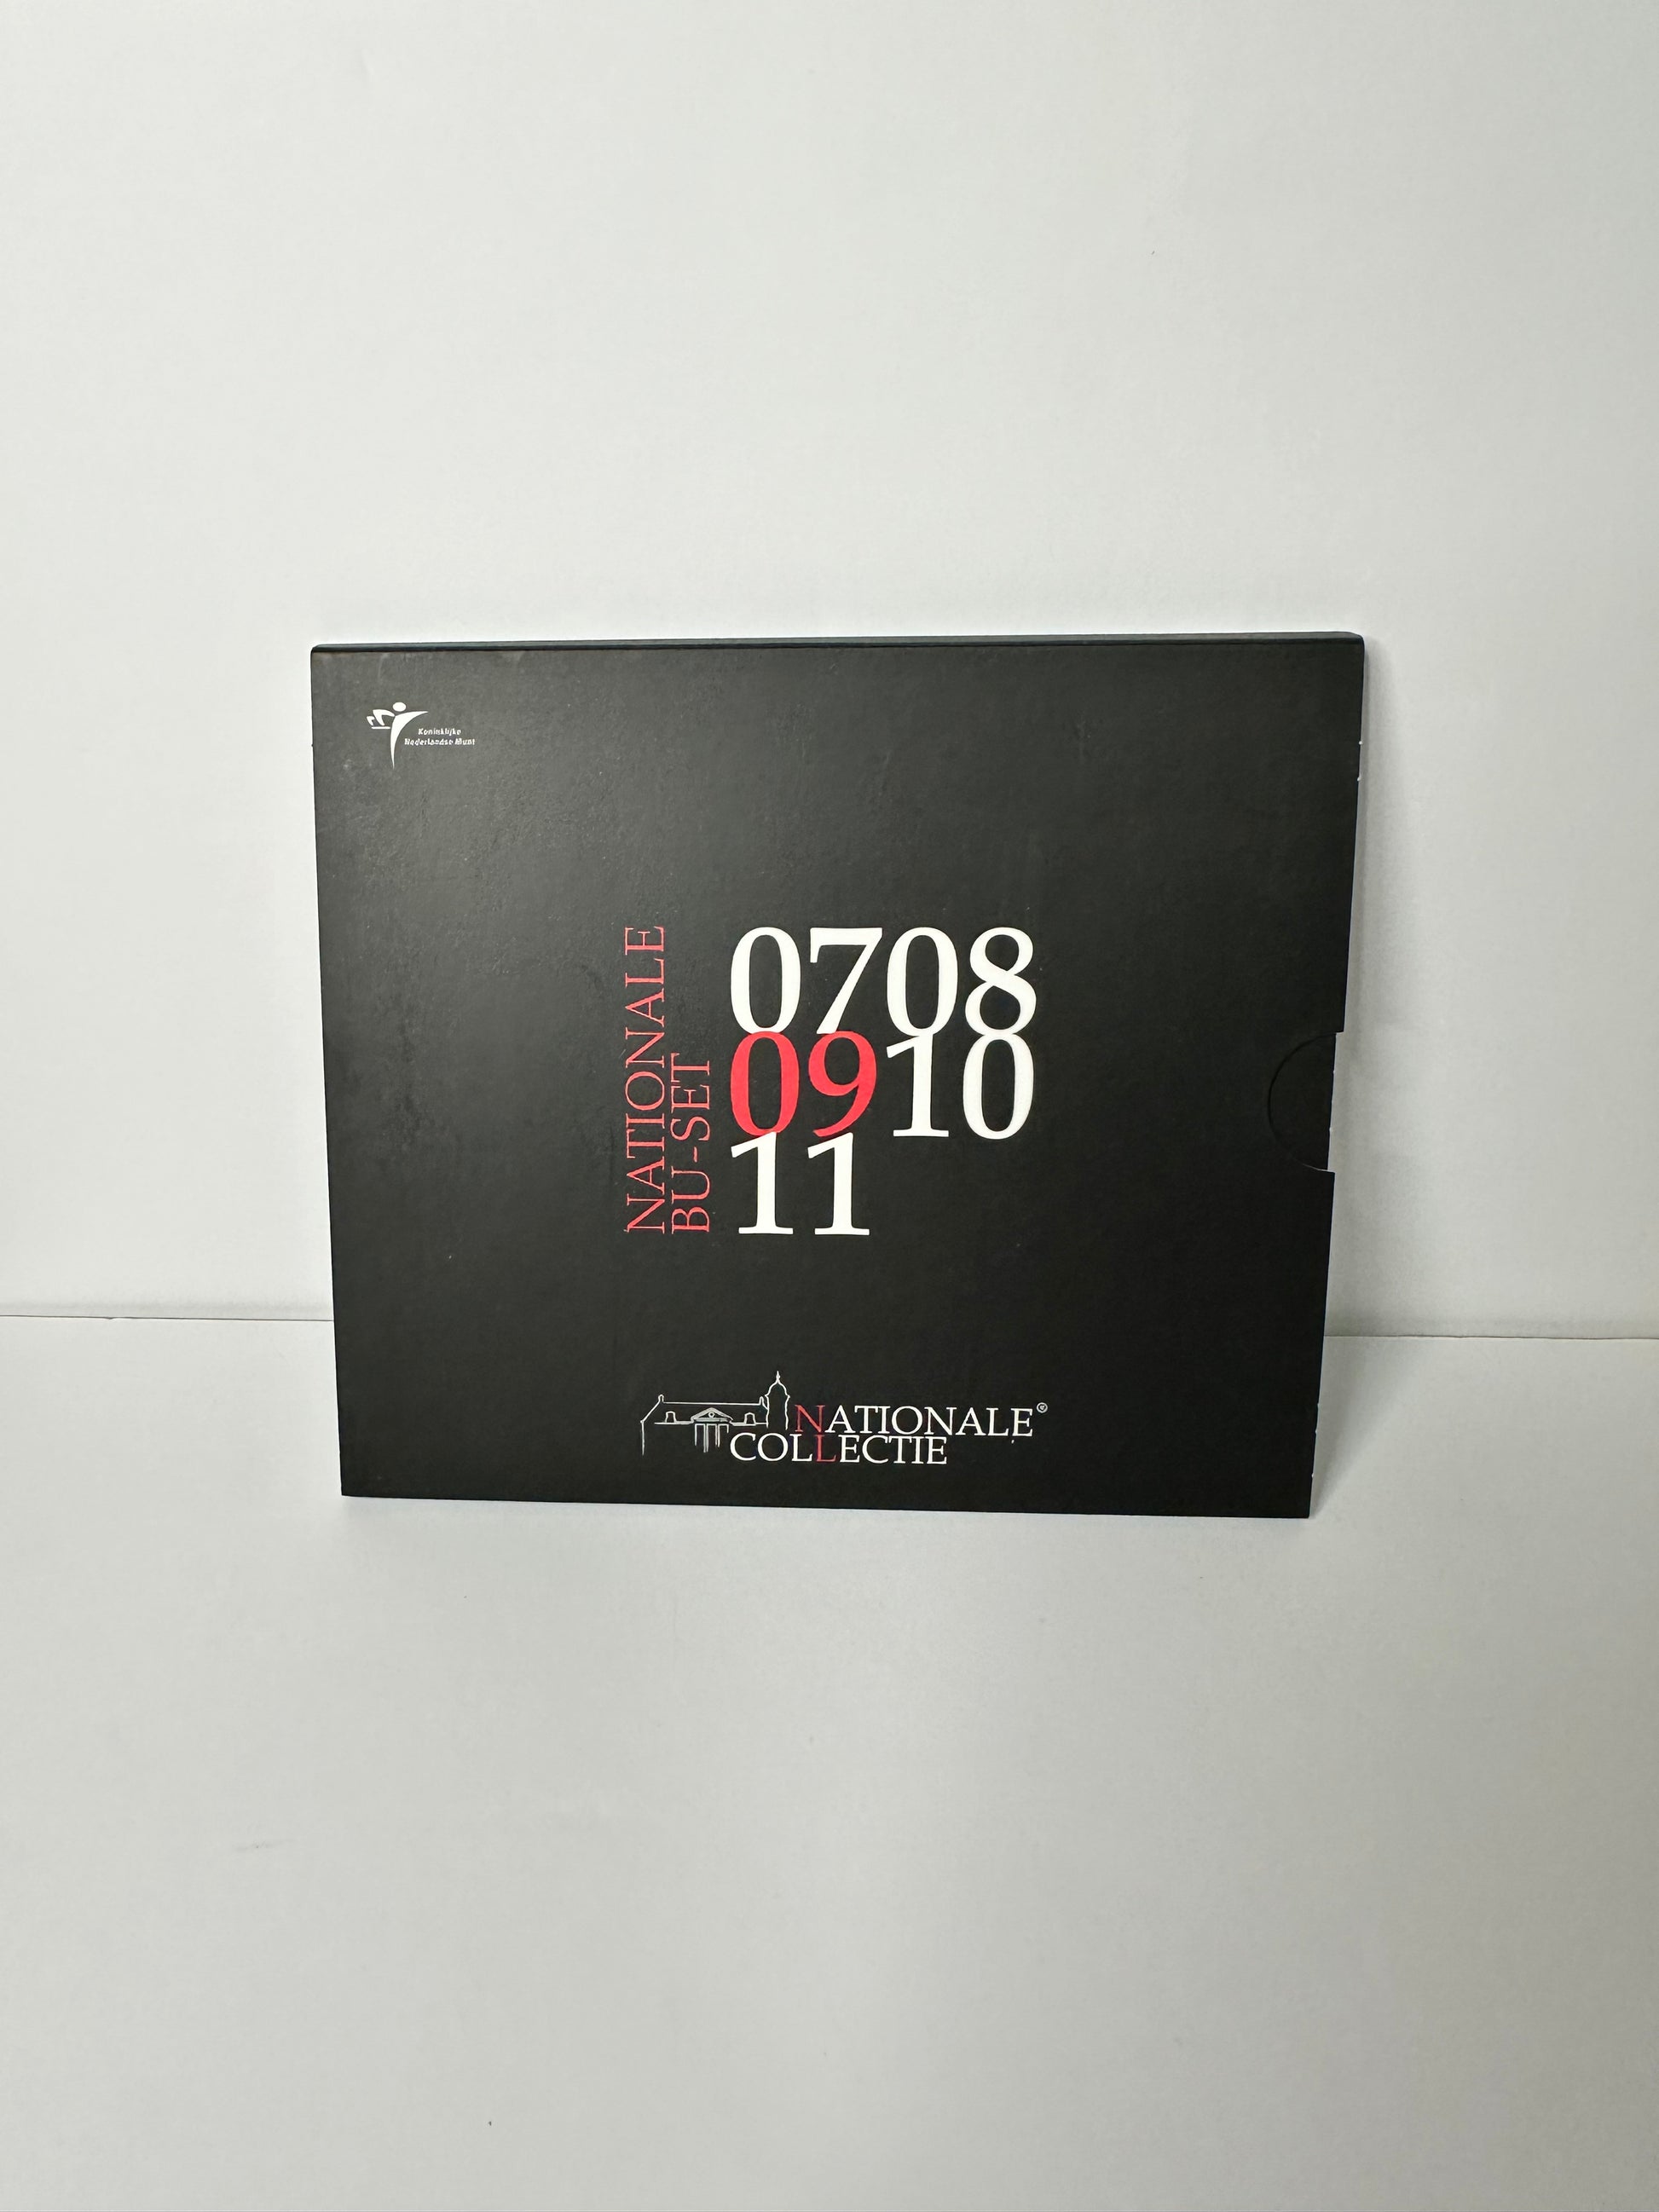 Koninklijke
Nederlandse Munt
NATIONALE
BU-SET
0708
0910
11
NATIONALE®
COLLECTIE